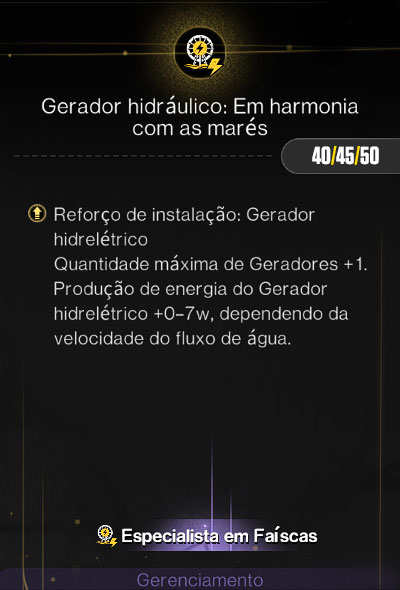 Gerador hidráulico: Em harmonia
com as marés
40/45/50
Reforço de instalação: Gerador
hidrelétrico
Quantidade máxima de Geradores +1.
Produção de energia do Gerador
hidrelétrico +0–7w, dependendo da
velocidade do fluxo de água.
Especialista em Faíscas
Gerenciamento